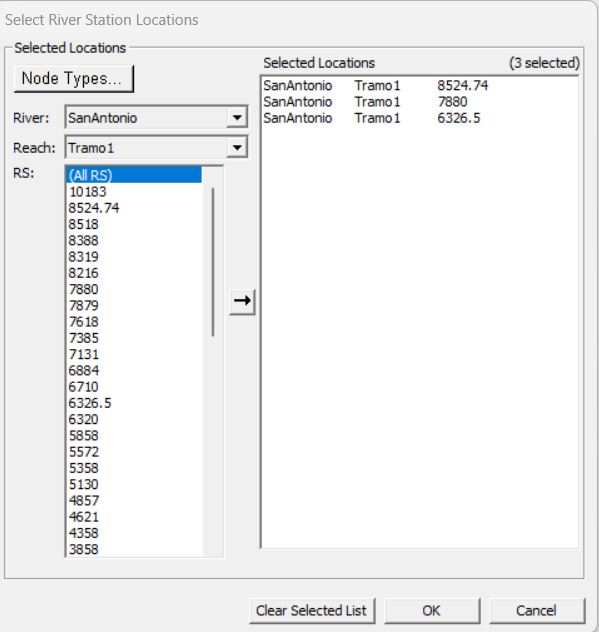 Select River Station Locations
Selected Locations
Node Types...
River: SanAntonio
Reach: Tramo1
RS:
(All RS)
10183
8524.74
8518
8388
8319
8216
7880
7879
7618
7385
7131
6884
6710
6326.5
6320
5858
5572
5358
5130
4857
4621
4358
3858
Selected Locations (3 selected)
SanAntonio Tramo1 8524.74
SanAntonio Tramo1 7880
SanAntonio Tramo1 6326.5
Clear Selected List OK Cancel